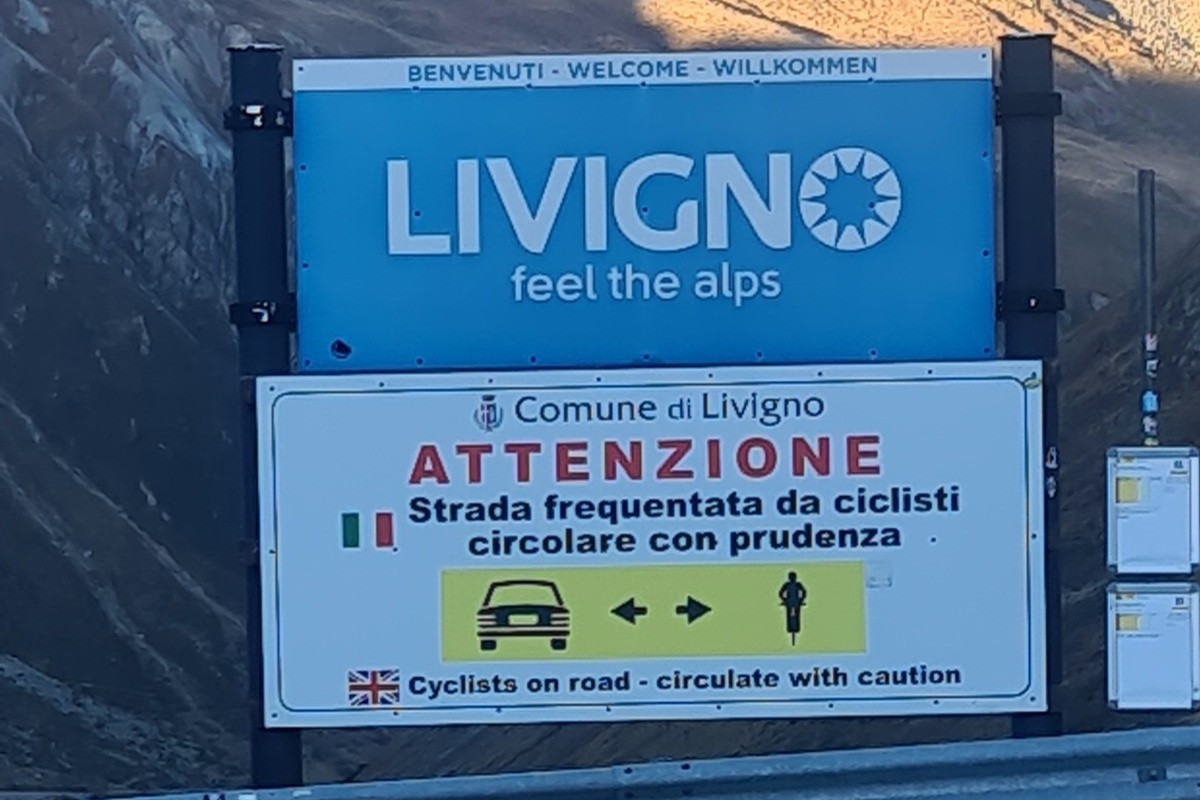 BENVENUTI - WELCOME - WILLKOMMEN
LIVIGNO
feel the alps
Comune di Livigno
ATTENZIONE
Strada frequentata da ciclisti
circolare con prudenza
Cyclists on road - circulate with caution